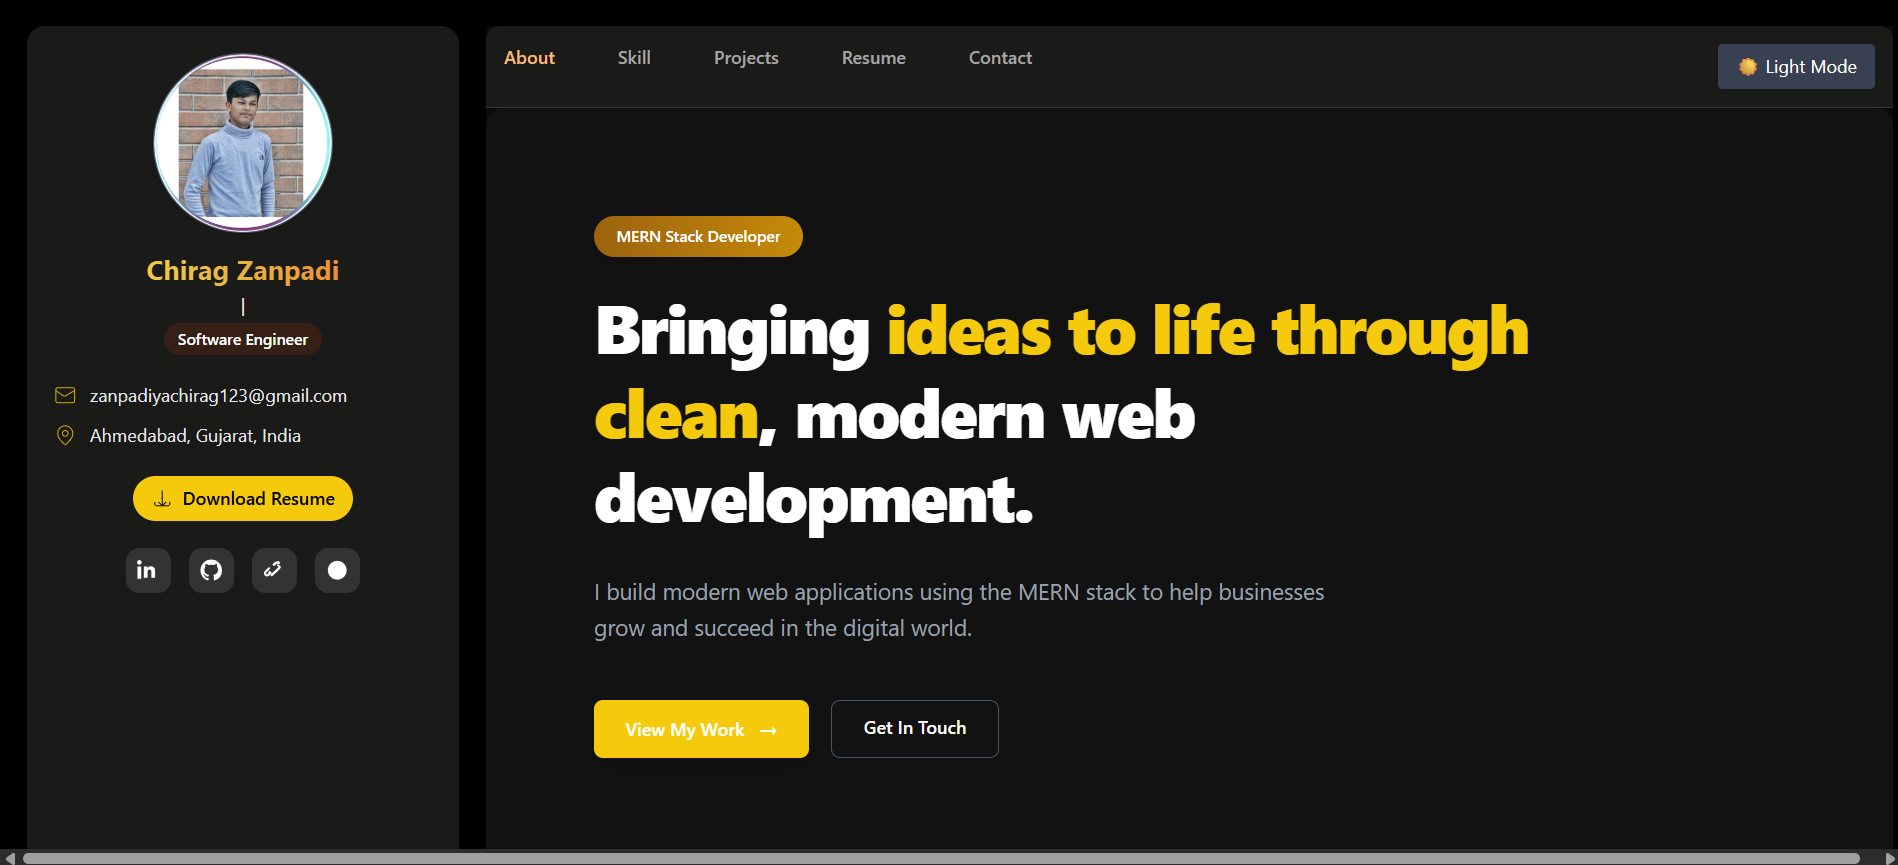 Chirag Zanpadi
|
Software Engineer
zanpadiyachirag123@gmail.com
Ahmedabad, Gujarat, India
Download Resume
in
About
Skill
Projects
Resume
Contact
Light Mode
MERN Stack Developer
Bringing ideas to life through
clean, modern web
development.
I build modern web applications using the MERN stack to help businesses
grow and succeed in the digital world.
View My Work →
Get In Touch